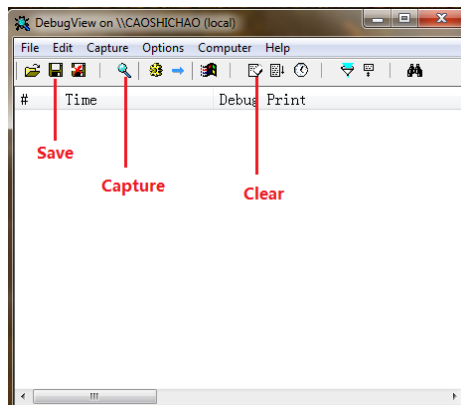 DebugView on \\CAOSHICHAO (local)
File Edit Capture Options Computer Help
# Time Debug Print
Save
Capture
Clear